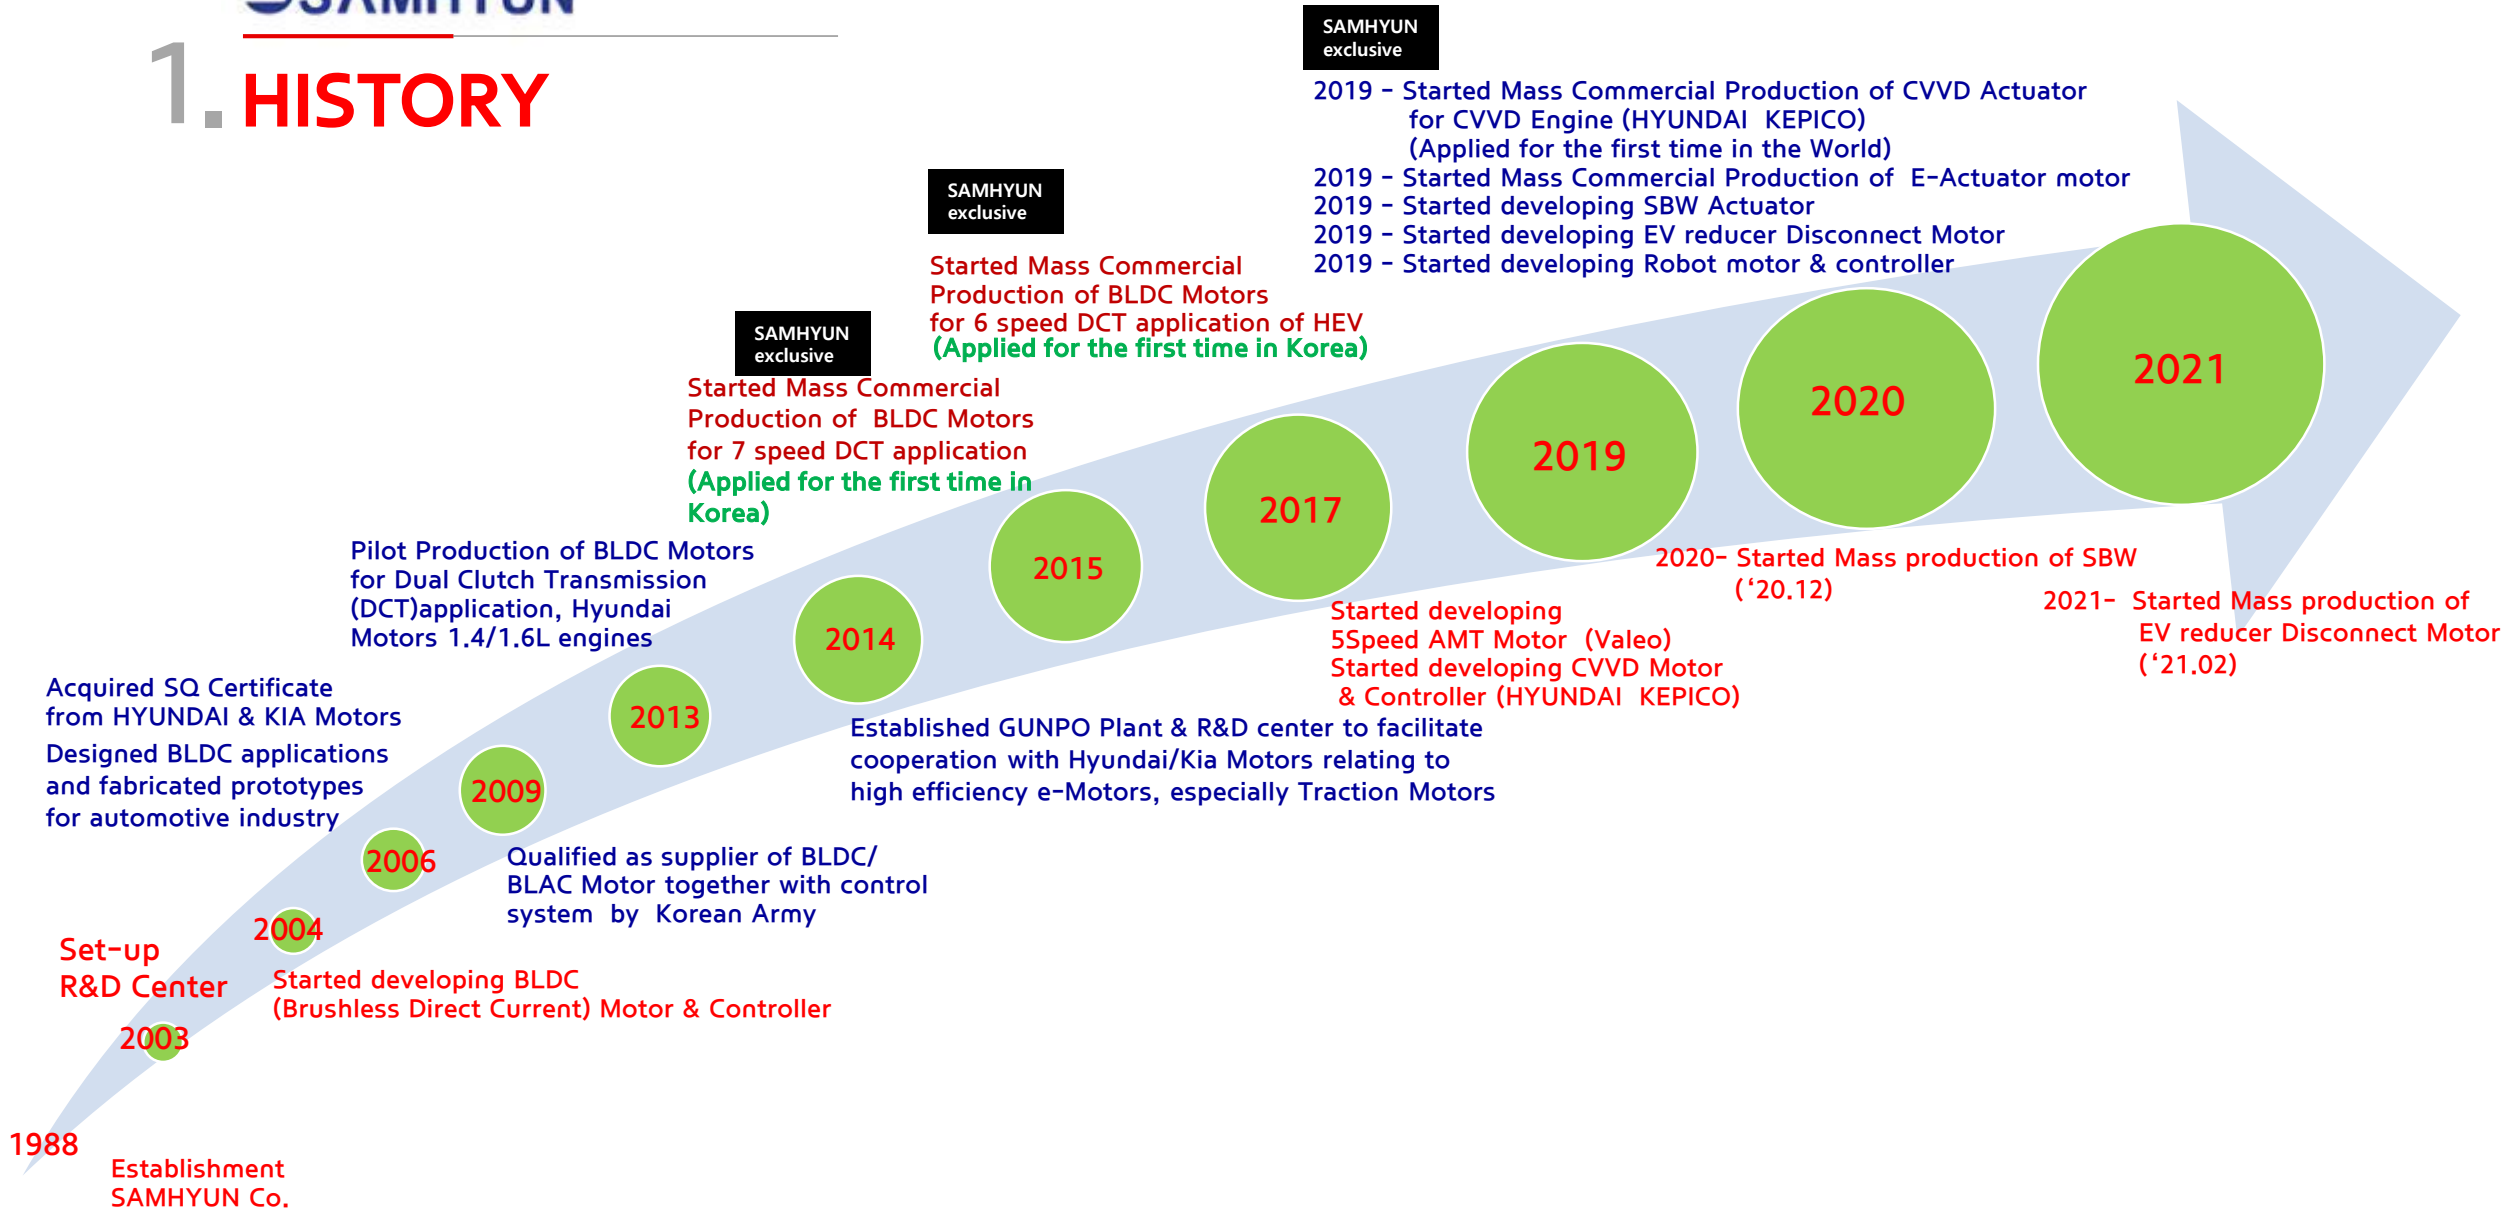 SAMHYUN
1. HISTORY
SAMHYUN
exclusive
2019 - Started Mass Commercial Production of CVVD Actuator
for CVVD Engine (HYUNDAI KEPICO)
(Applied for the first time in the World)
2019 - Started Mass Commercial Production of E-Actuator motor
2019 - Started developing SBW Actuator
2019 - Started developing EV reducer Disconnect Motor
2019 - Started developing Robot motor & controller
SAMHYUN
exclusive
Started Mass Commercial
Production of BLDC Motors
for 6 speed DCT application of HEV
(Applied for the first time in Korea)
SAMHYUN
exclusive
Started Mass Commercial
Production of BLDC Motors
for 7 speed DCT application
(Applied for the first time in
Korea)
Pilot Production of BLDC Motors
for Dual Clutch Transmission
(DCT)application, Hyundai
Motors 1.4/1.6L engines
Acquired SQ Certificate
from HYUNDAI & KIA Motors
Designed BLDC applications
and fabricated prototypes
for automotive industry
Set-up
R&D Center
2021
2020
2019
2017
2015
2014
2013
2009
2006
2004
2003
1988
2020- Started Mass production of SBW
(‘20.12)
2021- Started Mass production of
EV reducer Disconnect Motor
(‘21.02)
Started developing
5Speed AMT Motor (Valeo)
Started developing CVVD Motor
& Controller (HYUNDAI KEPICO)
Established GUNPO Plant & R&D center to facilitate
cooperation with Hyundai/Kia Motors relating to
high efficiency e-Motors, especially Traction Motors
Qualified as supplier of BLDC/
BLAC Motor together with control
system by Korean Army
Started developing BLDC
(Brushless Direct Current) Motor & Controller
Establishment
SAMHYUN Co.